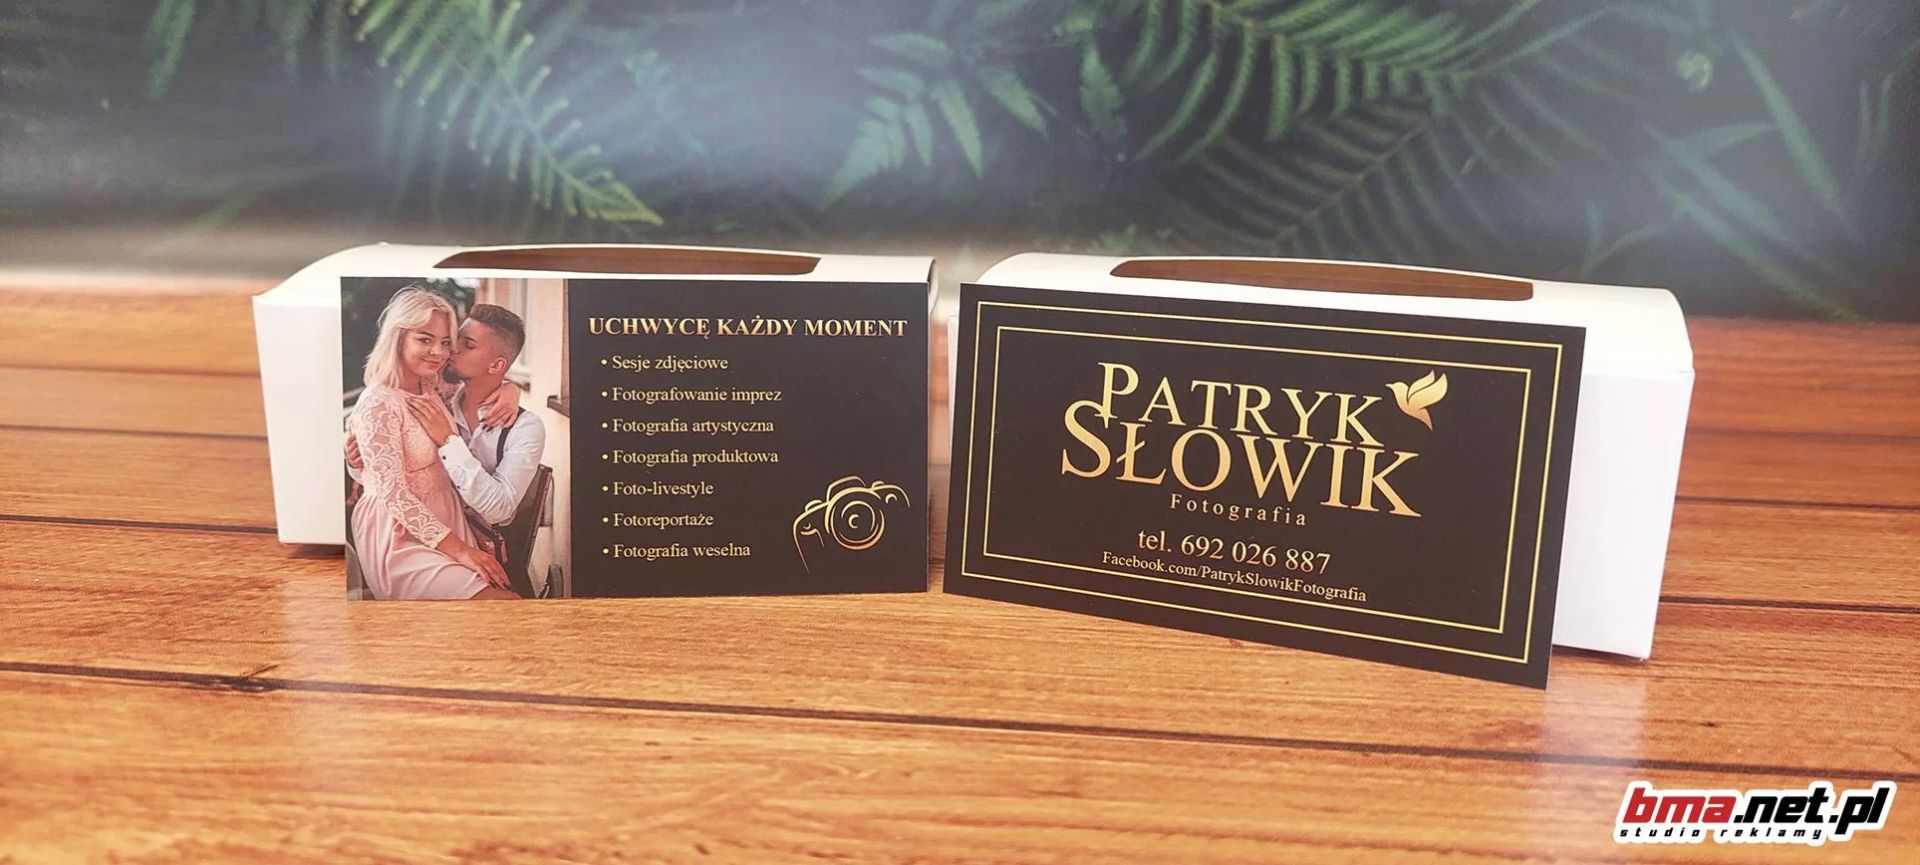 UCHWYCĘ KAŻDY MOMENT
• Sesje zdjęciowe
• Fotografowanie imprez
• Fotografia artystyczna
• Fotografia produktowa
• Foto-livestyle
• Fotoreportaże
• Fotografia weselna
PATRYK
SŁOWIK
Fotografia
tel. 692 026 887
Facebook.com/PatrykSlowikFotografia
bma.net.pl
studio reklamy